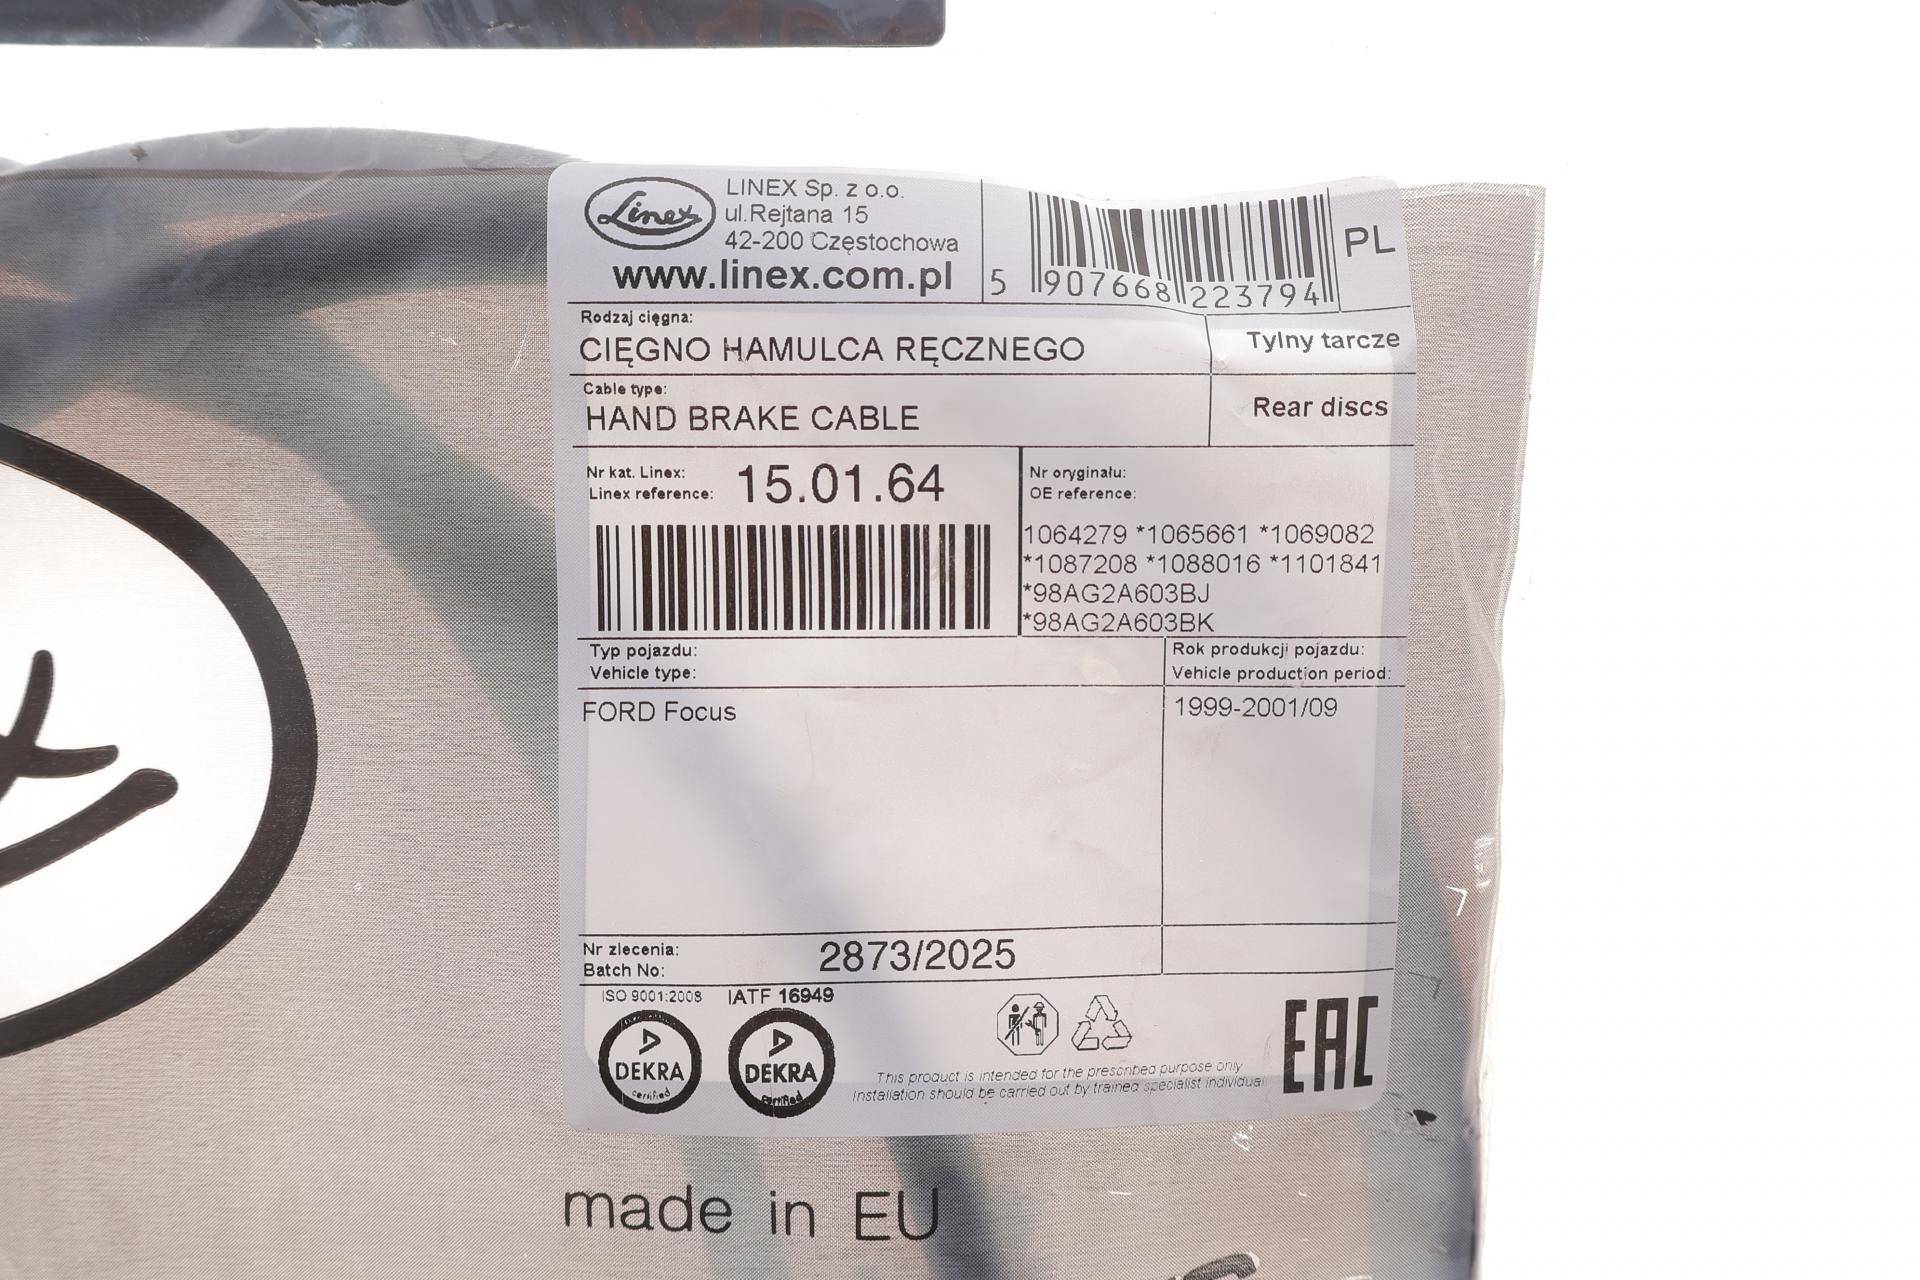 Linex
LINEX Sp. z o.o.
ul.Rejtana 15
42-200 Częstochowa
www.linex.com.pl
5 907668 223794
PL
Rodzaj cięgna:
CIĘGNO HAMULCA RĘCZNEGO
Tylny tarcze
Cable type:
HAND BRAKE CABLE
Rear discs
Nr kat. Linex:
Linex reference:
15.01.64
Nr oryginału:
OE reference:
1064279 *1065661 *1069082
*1087208 *1088016 *1101841
*98AG2A603BJ
*98AG2A603BK
Typ pojazdu:
Vehicle type:
Rok produkcji pojazdu:
Vehicle production period:
FORD Focus
1999-2001/09
Nr zlecenia:
Batch No:
2873/2025
ISO 9001:2008
IATF 16949
DEKRA
certified
DEKRA
certified
This product is intended for the prescribed purpose only
Installation should be carried out by trained specialist individual
EAC
made in EU